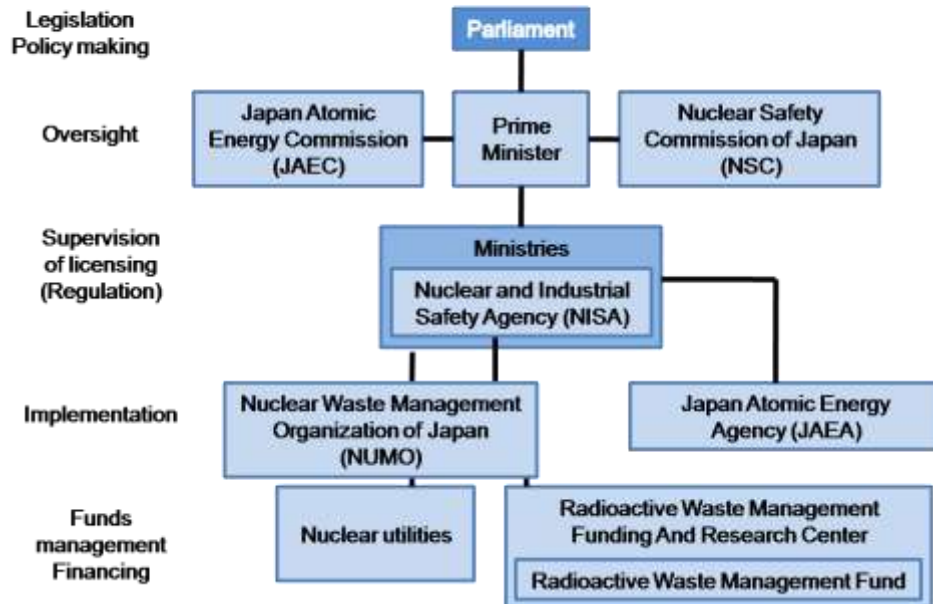 Legislation
Policy making
Parliament
Oversight
Japan Atomic
Energy Commission
(JAEC)
Prime
Minister
Nuclear Safety
Commission of Japan
(NSC)
Supervision
of licensing
(Regulation)
Ministries
Nuclear and Industrial
Safety Agency (NISA)
Implementation
Nuclear Waste Management
Organization of Japan
(NUMO)
Japan Atomic Energy
Agency (JAEA)
Funds
management
Financing
Nuclear utilities
Radioactive Waste Management
Funding And Research Center
Radioactive Waste Management Fund